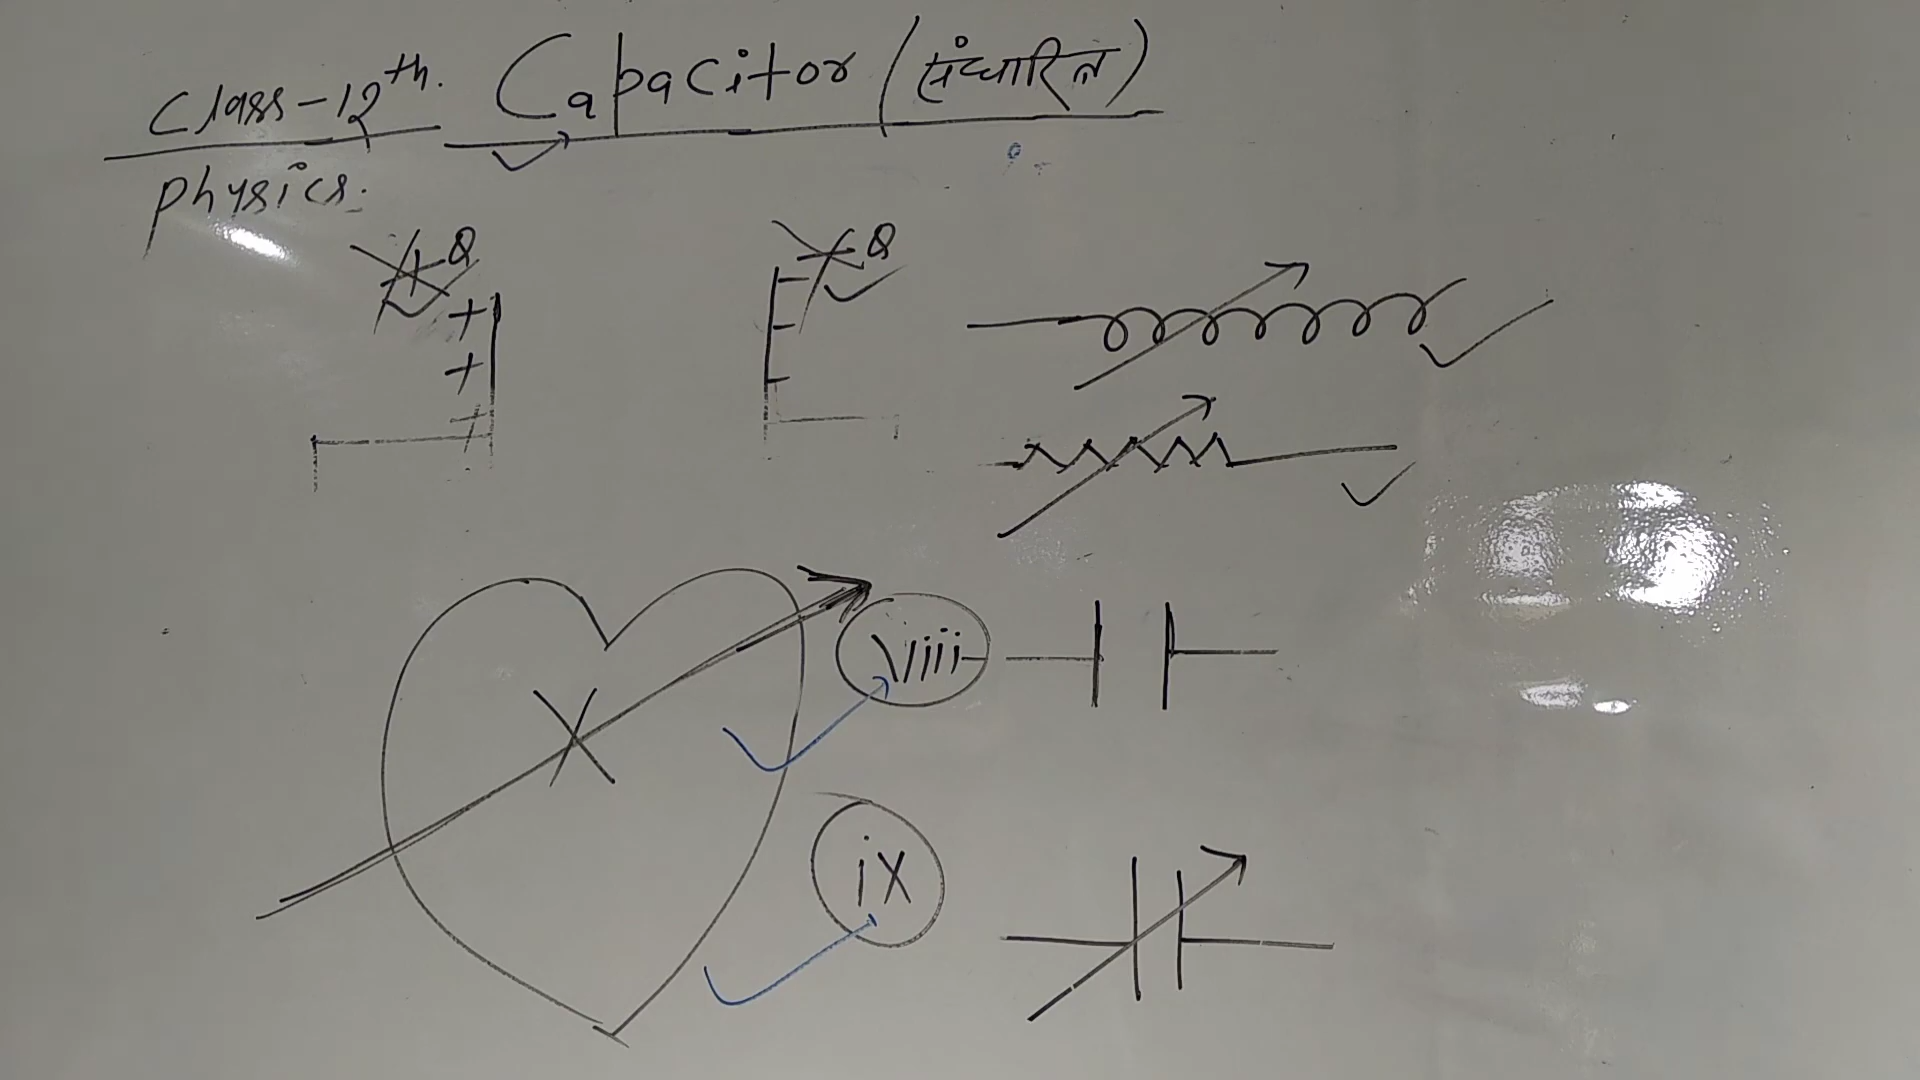 Class-12th. Capacitor (संधारित्र)
Physics.
+Q
-Q
+
+
+
viii
ix